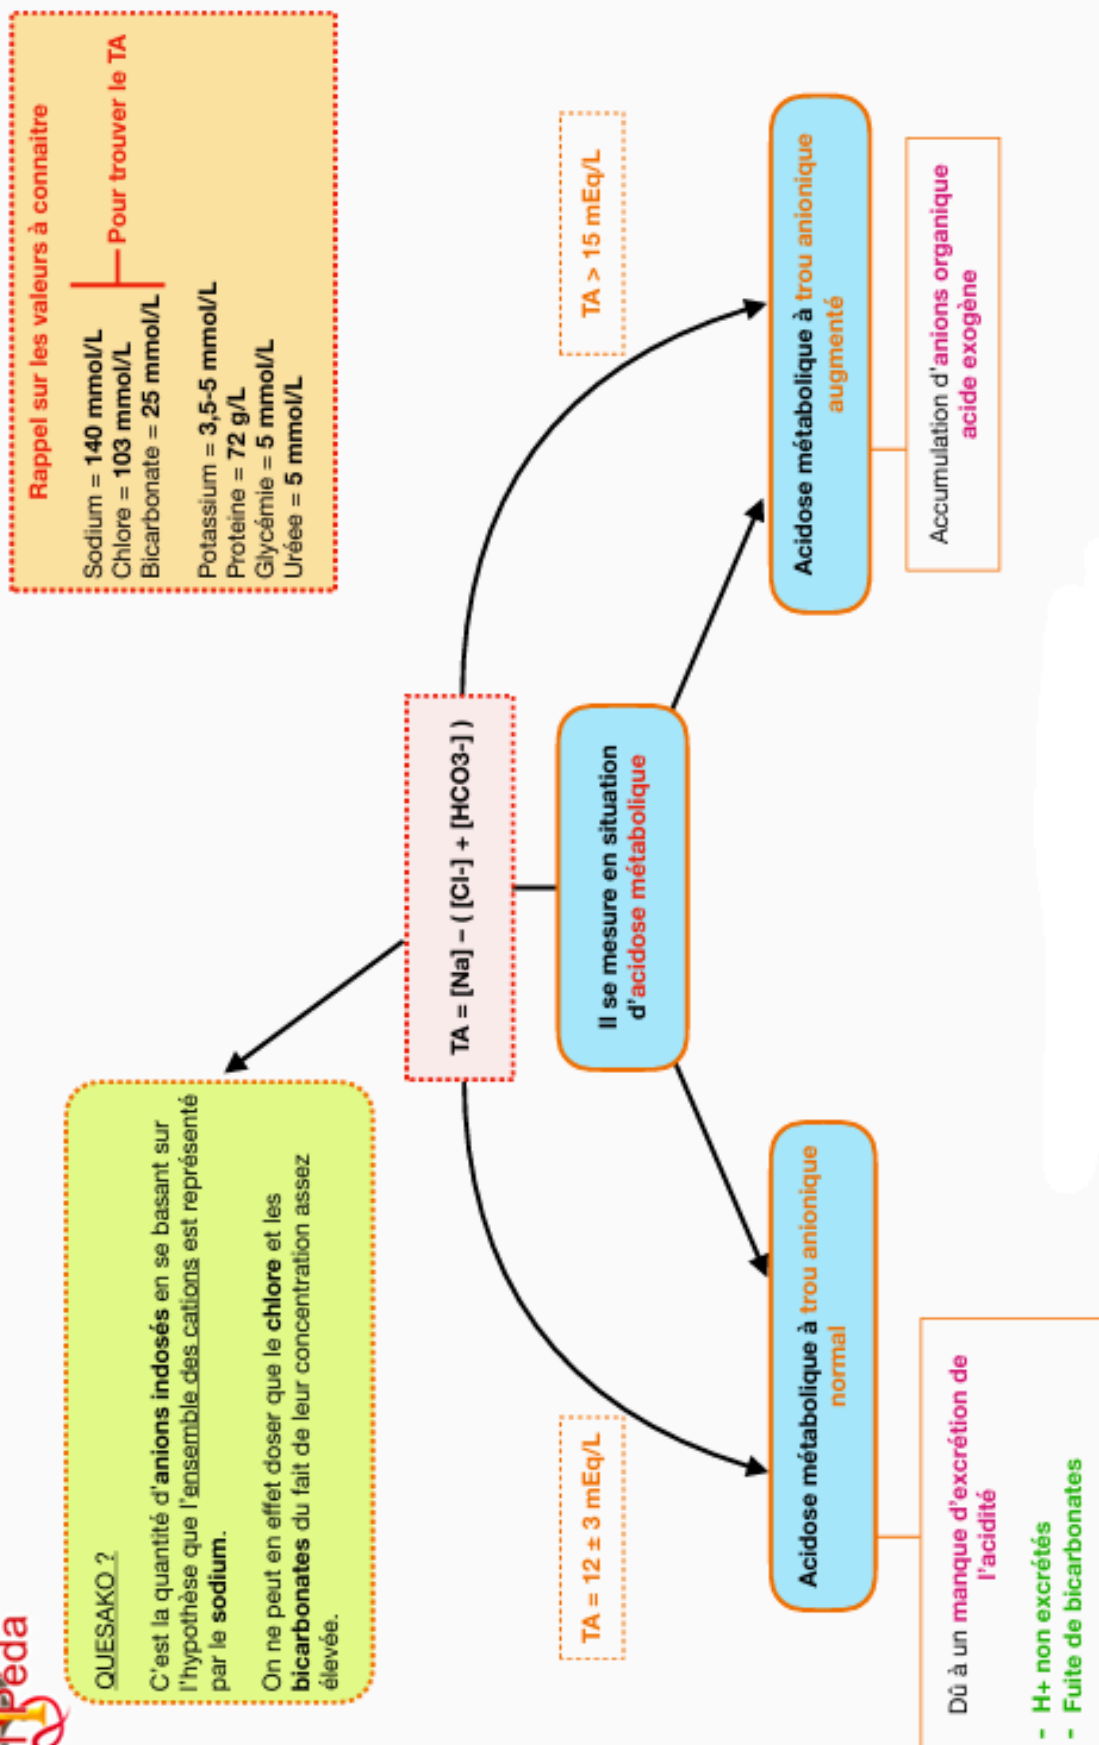 Péda
QUESAKO ?
C'est la quantité d'anions indosés en se basant sur
l'hypothèse que l'ensemble des cations est représenté
par le sodium.
On ne peut en effet doser que le chlore et les
bicarbonates du fait de leur concentration assez
élevée.
Rappel sur les valeurs à connaitre
Sodium = 140 mmol/L
Chlore = 103 mmol/L
Bicarbonate = 25 mmol/L
Pour trouver le TA
Potassium = 3,5-5 mmol/L
Proteine = 72 g/L
Glycémie = 5 mmol/L
Uréee = 5 mmol/L
TA = [Na] – ( [Cl-] + [HCO3-] )
TA = 12 ± 3 mEq/L
Il se mesure en situation
d'acidose métabolique
TA > 15 mEq/L
Acidose métabolique à trou anionique
normal
Acidose métabolique à trou anionique
augmenté
Dû à un manque d'excrétion de
l'acidité
- H+ non excrétés
- Fuite de bicarbonates
Accumulation d'anions organique
acide exogène